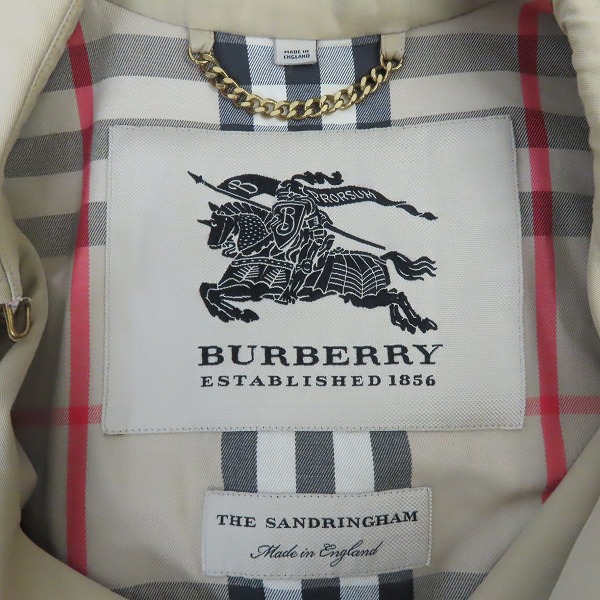 MADE IN
ENGLAND
PRORSUM
B
BURBERRY
ESTABLISHED 1856
THE SANDRINGHAM
Made in England